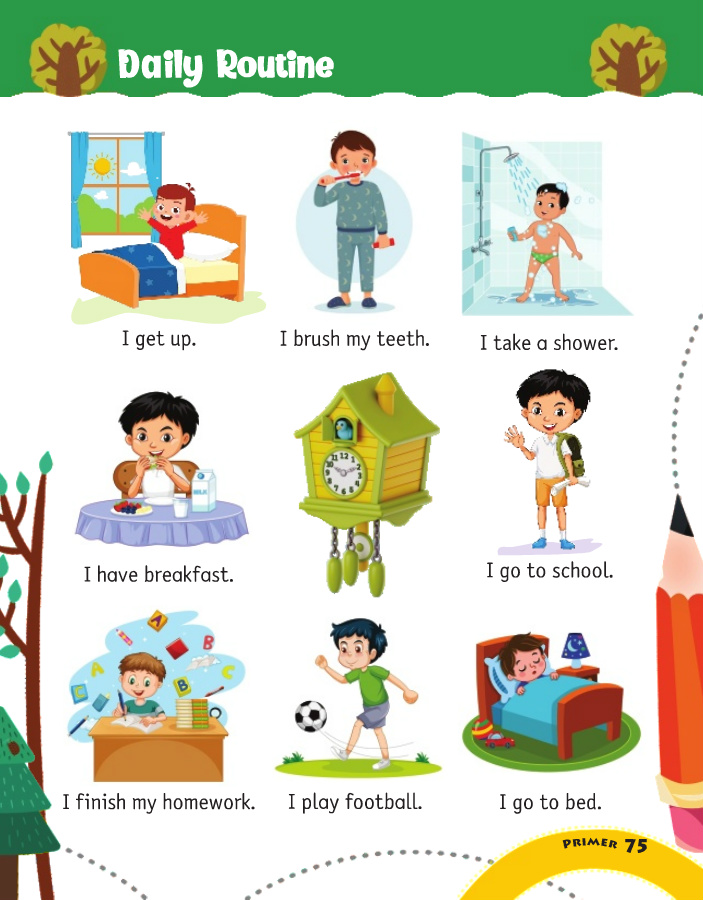 Daily Routine
I get up.
I brush my teeth.
I take a shower.
MILK
I have breakfast.
I go to school.
A
B
A
B
C
C
I finish my homework.
I play football.
I go to bed.
PRIMER 75